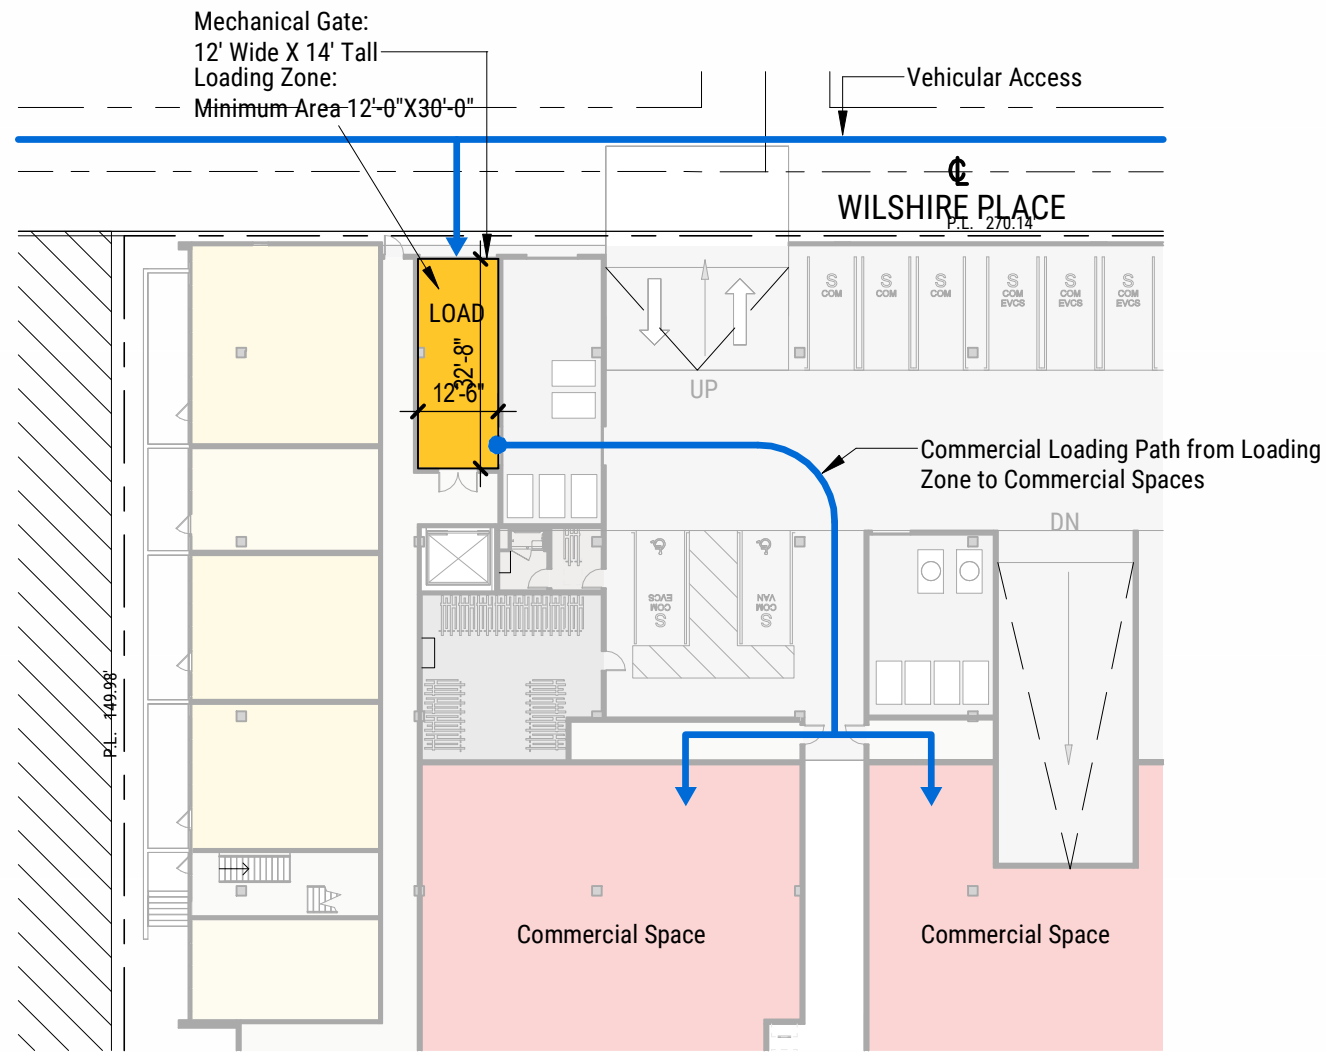 Mechanical Gate:
12' Wide X 14' Tall
Loading Zone:
Minimum Area 12'-0"X30'-0"
Vehicular Access
℄
WILSHIRE PLACE
P.L. 270.14'
LOAD
32'-8"
12'-6"
UP
S
COM
S
COM
S
COM
S
COM
EVCS
S
COM
EVCS
S
COM
EVCS
Commercial Loading Path from Loading
Zone to Commercial Spaces
DN
S
COM
EVCS
S
COM
VAN
P.L. 149.98'
Commercial Space
Commercial Space